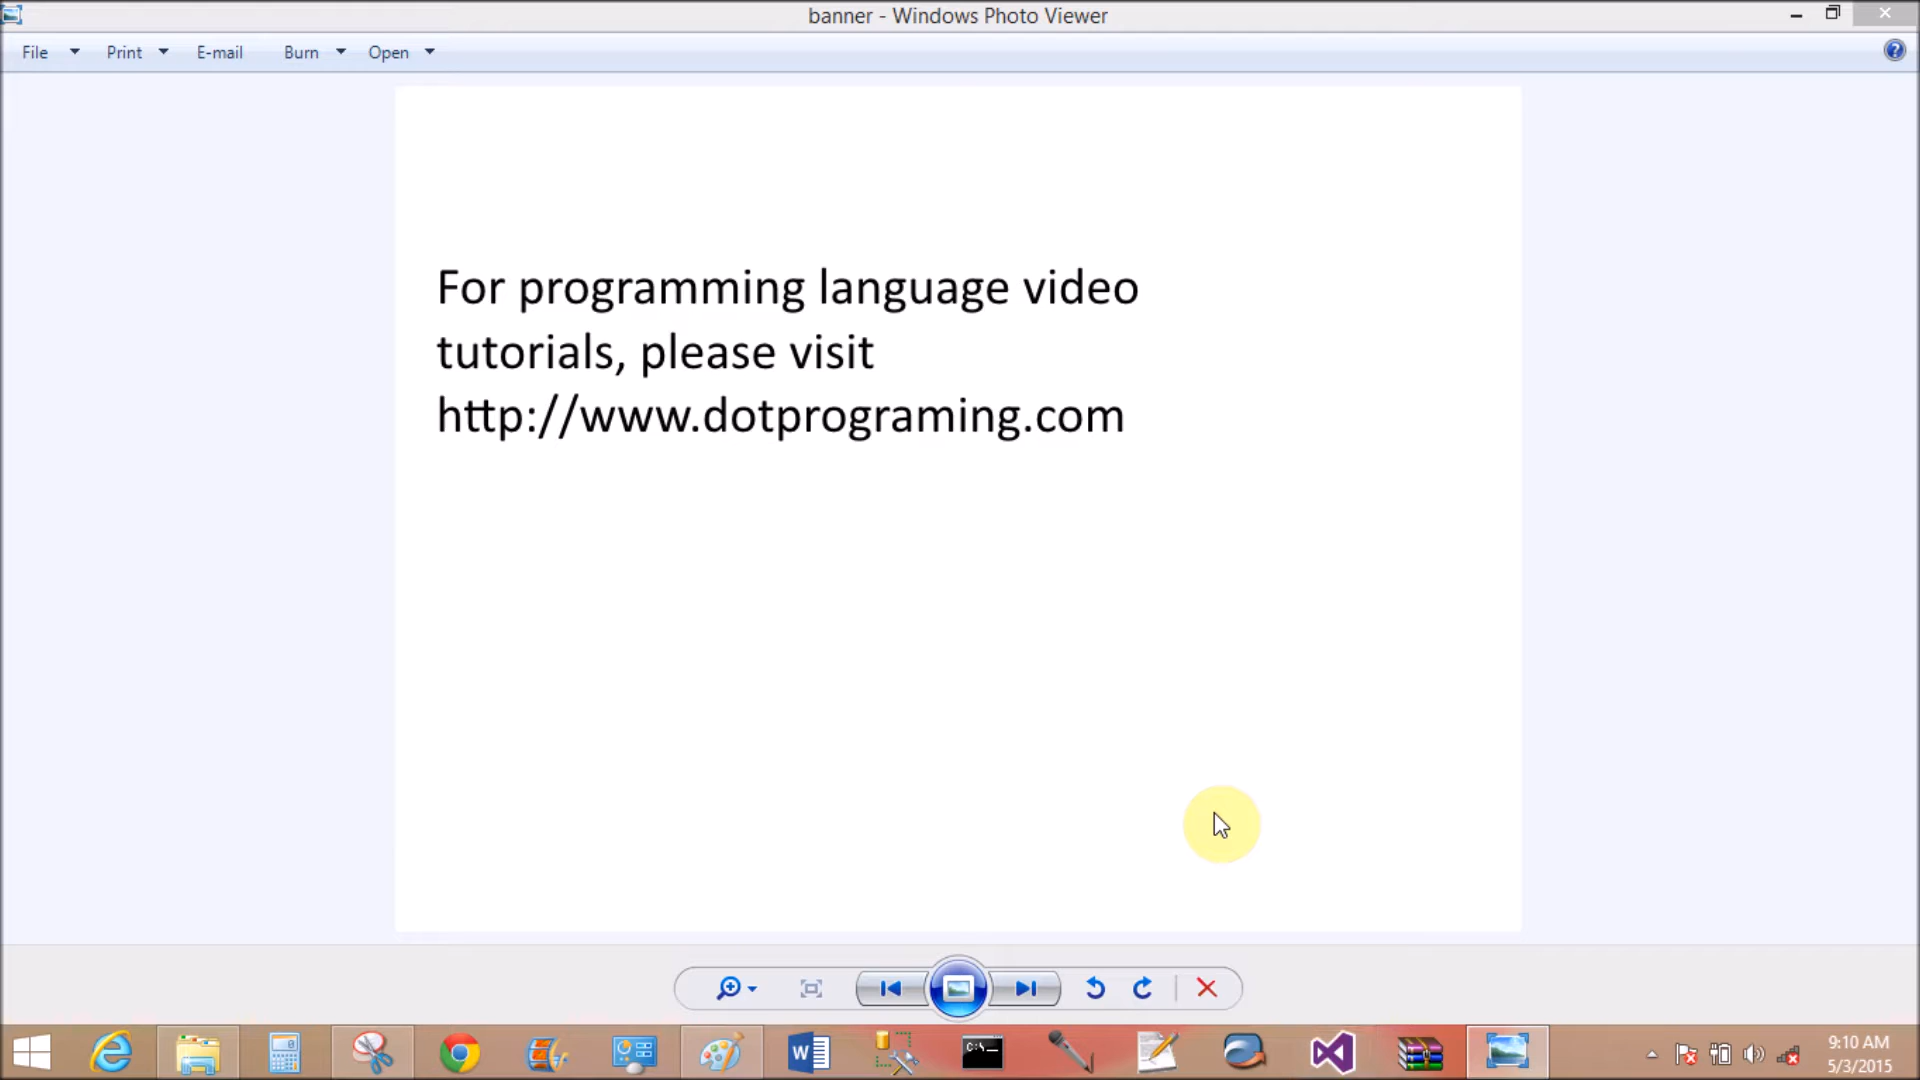 banner - Windows Photo Viewer
File Print E-mail Burn Open
For programming language video
tutorials, please visit
http://www.dotprograming.com
9:10 AM
5/3/2015